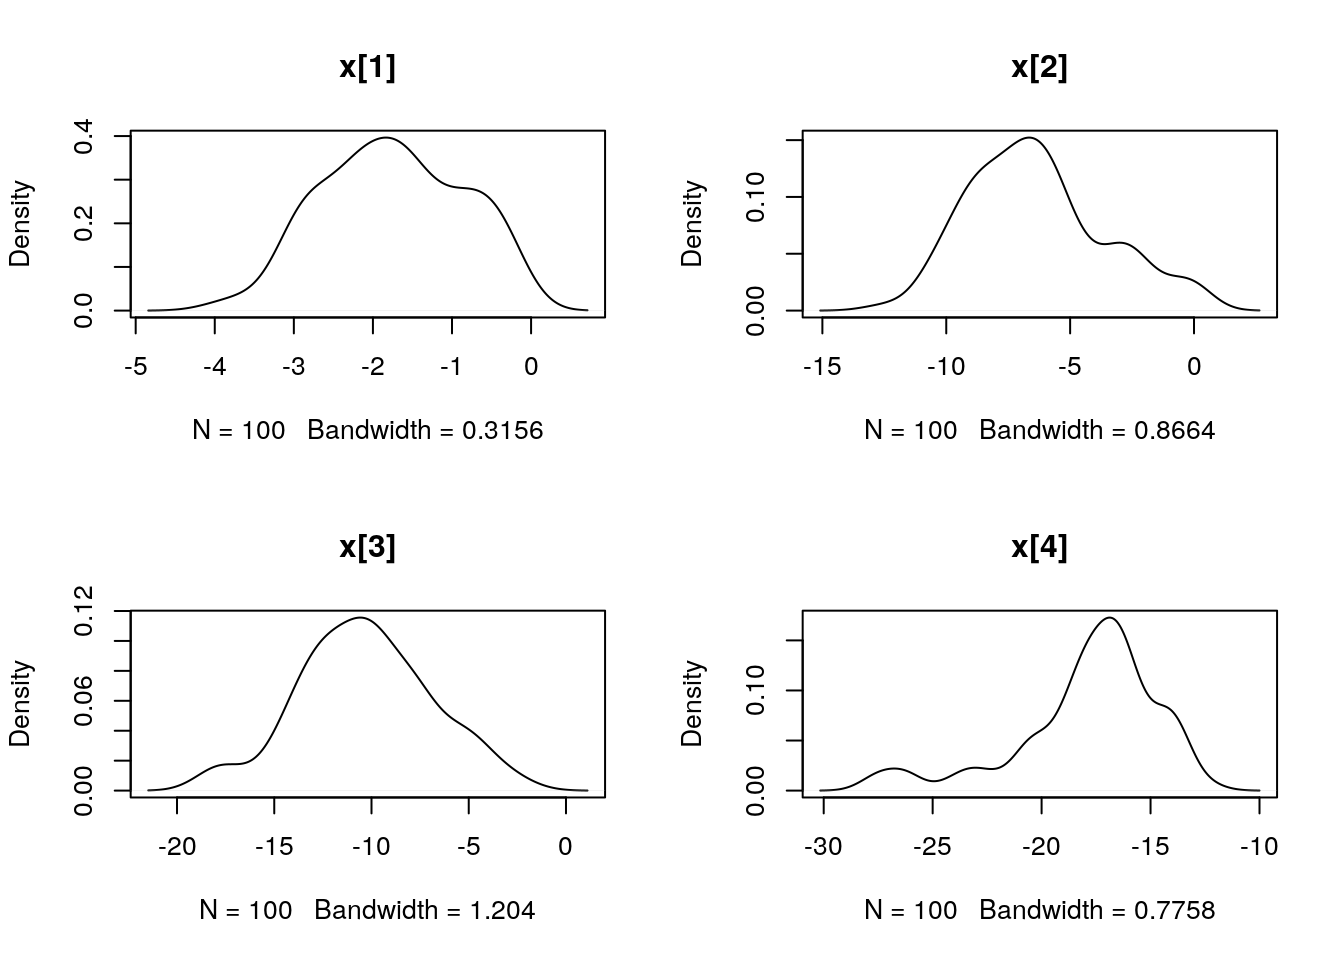 x[1]
Density
0.0 0.2 0.4
-5 -4 -3 -2 -1 0
N = 100 Bandwidth = 0.3156
x[2]
Density
0.00 0.10
-15 -10 -5 0
N = 100 Bandwidth = 0.8664
x[3]
Density
0.00 0.06 0.12
-20 -15 -10 -5 0
N = 100 Bandwidth = 1.204
x[4]
Density
0.00 0.10
-30 -25 -20 -15 -10
N = 100 Bandwidth = 0.7758